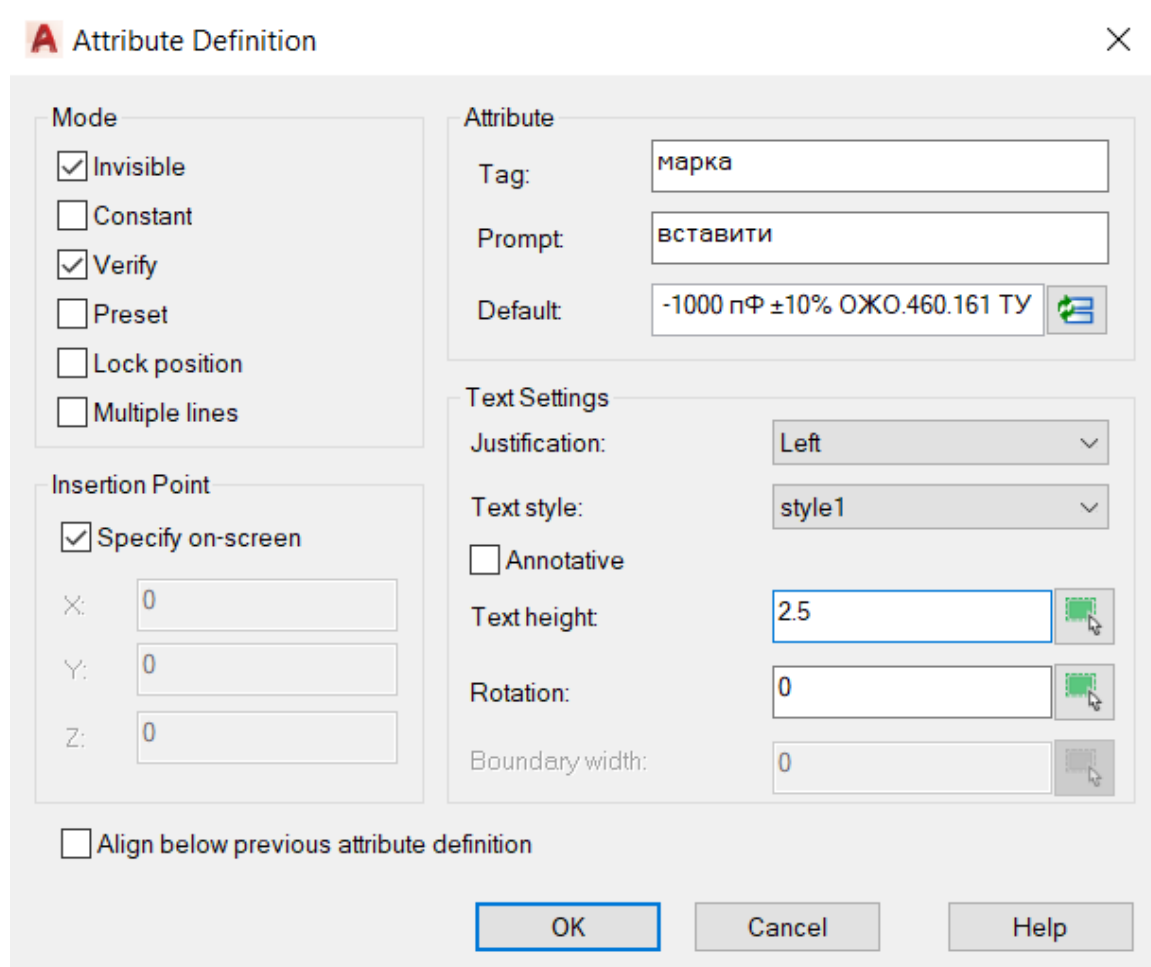 Attribute Definition
Mode
Invisible
Constant
Verify
Preset
Lock position
Multiple lines
Insertion Point
Specify on-screen
X: 0
Y: 0
Z: 0
Attribute
Tag: марка
Prompt: вставити
Default: -1000 пФ ±10% ОЖО.460.161 ТУ
Text Settings
Justification: Left
Text style: style1
Annotative
Text height: 2.5
Rotation: 0
Boundary width: 0
Align below previous attribute definition
OK Cancel Help